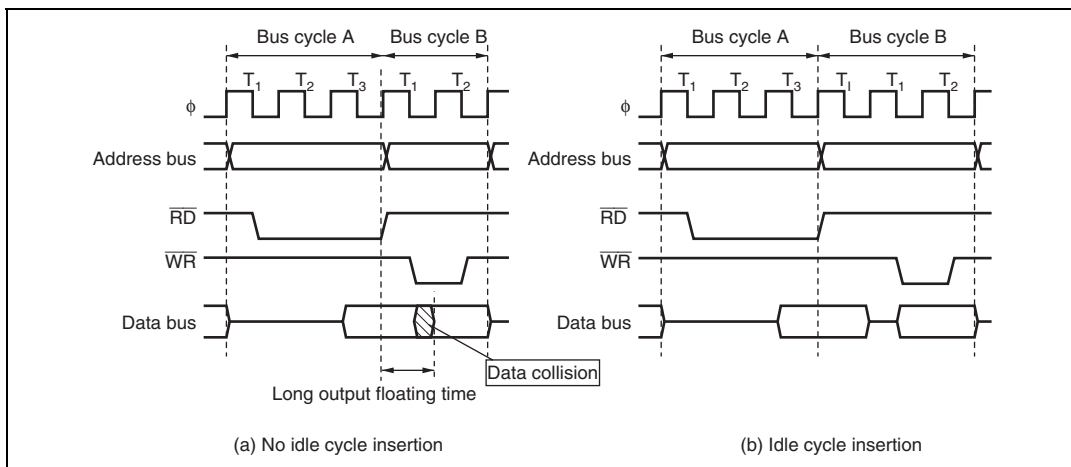 Bus cycle A Bus cycle B
T1 T2 T3 T1 T2
φ
Address bus
RD
WR
Data bus
Data collision
Long output floating time
(a) No idle cycle insertion
Bus cycle A Bus cycle B
T1 T2 T3 TI T1 T2
φ
Address bus
RD
WR
Data bus
(b) Idle cycle insertion